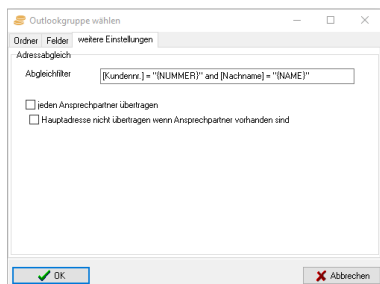 Outlookgruppe wählen
Ordner Felder weitere Einstellungen
Adressabgleich
Abgleichfilter [Kundennr.] = "{NUMMER}" and [Nachname] = "{NAME}"
jeden Ansprechpartner übertragen
Hauptadresse nicht übertragen wenn Ansprechpartner vorhanden sind
OK Abbrechen